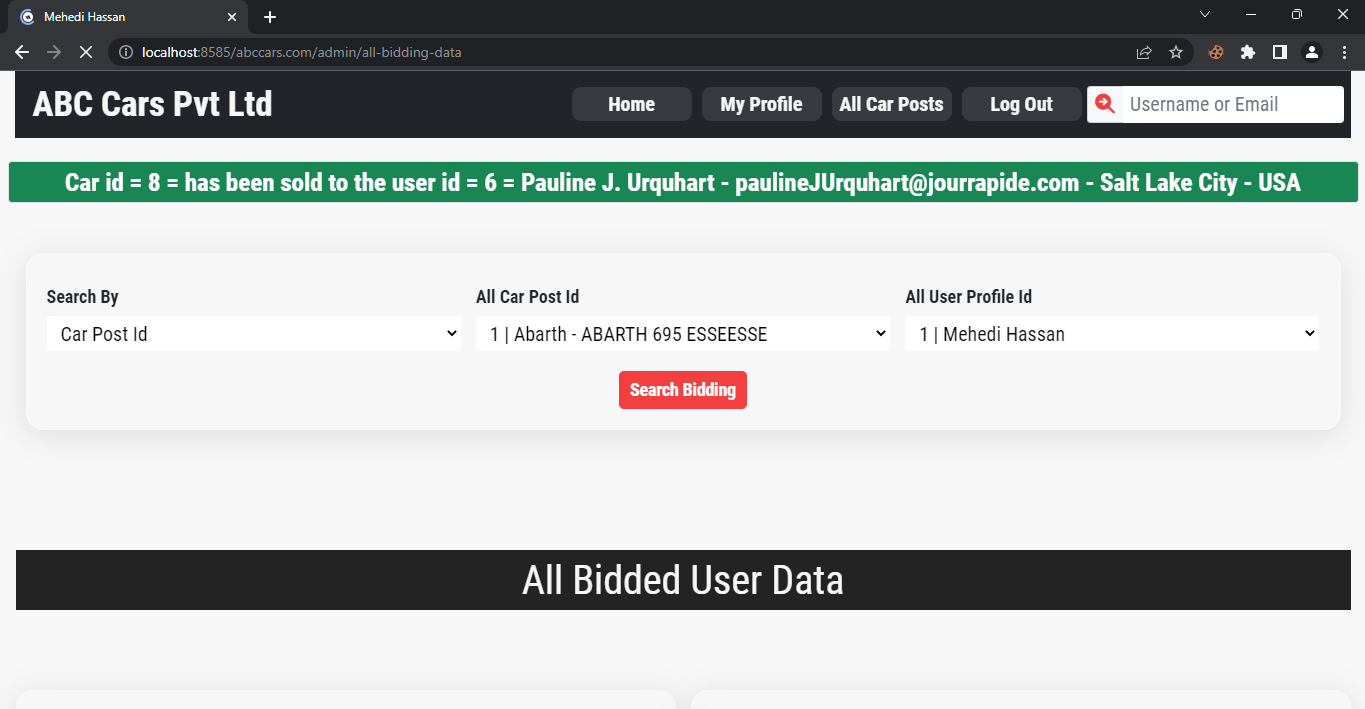 Mehedi Hassan
localhost:8585/abccars.com/admin/all-bidding-data
ABC Cars Pvt Ltd
Home
My Profile
All Car Posts
Log Out
Username or Email
Car id = 8 = has been sold to the user id = 6 = Pauline J. Urquhart - paulineJUrquhart@jourrapide.com - Salt Lake City - USA
Search By
All Car Post Id
All User Profile Id
Car Post Id
1 | Abarth - ABARTH 695 ESSEESSE
1 | Mehedi Hassan
Search Bidding
All Bidded User Data